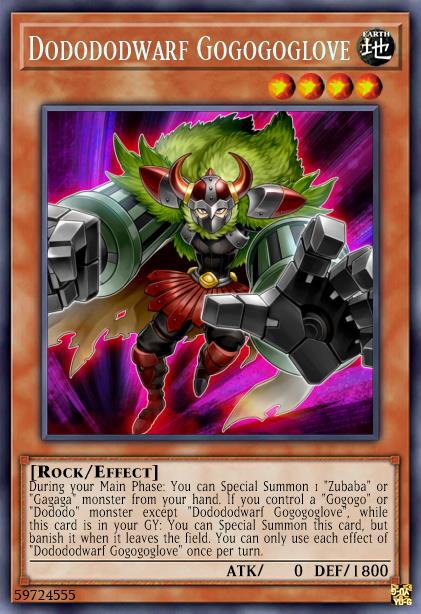 Dodododwarf Gogogoglove
EARTH
地
[Rock/Effect]
During your Main Phase: You can Special Summon 1 "Zubaba" or
"Gagaga" monster from your hand. If you control a "Gogogo" or
"Dododo" monster except "Dodododwarf Gogogoglove", while
this card is in your GY: You can Special Summon this card, but
banish it when it leaves the field. You can only use each effect of
"Dodododwarf Gogogoglove" once per turn.
ATK/ 0 DEF/1800
59724555